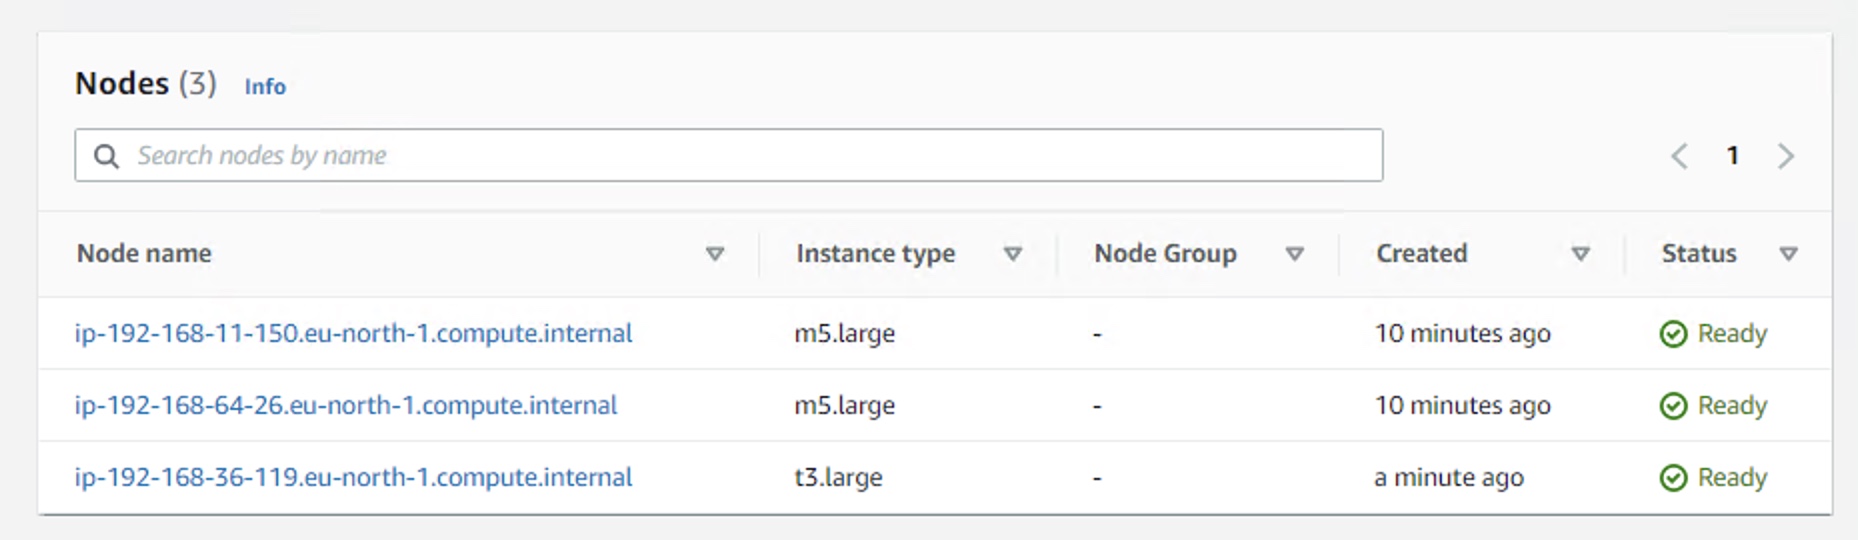 Nodes (3) Info
Search nodes by name
1
Node name Instance type Node Group Created Status
ip-192-168-11-150.eu-north-1.compute.internal m5.large - 10 minutes ago Ready
ip-192-168-64-26.eu-north-1.compute.internal m5.large - 10 minutes ago Ready
ip-192-168-36-119.eu-north-1.compute.internal t3.large - a minute ago Ready